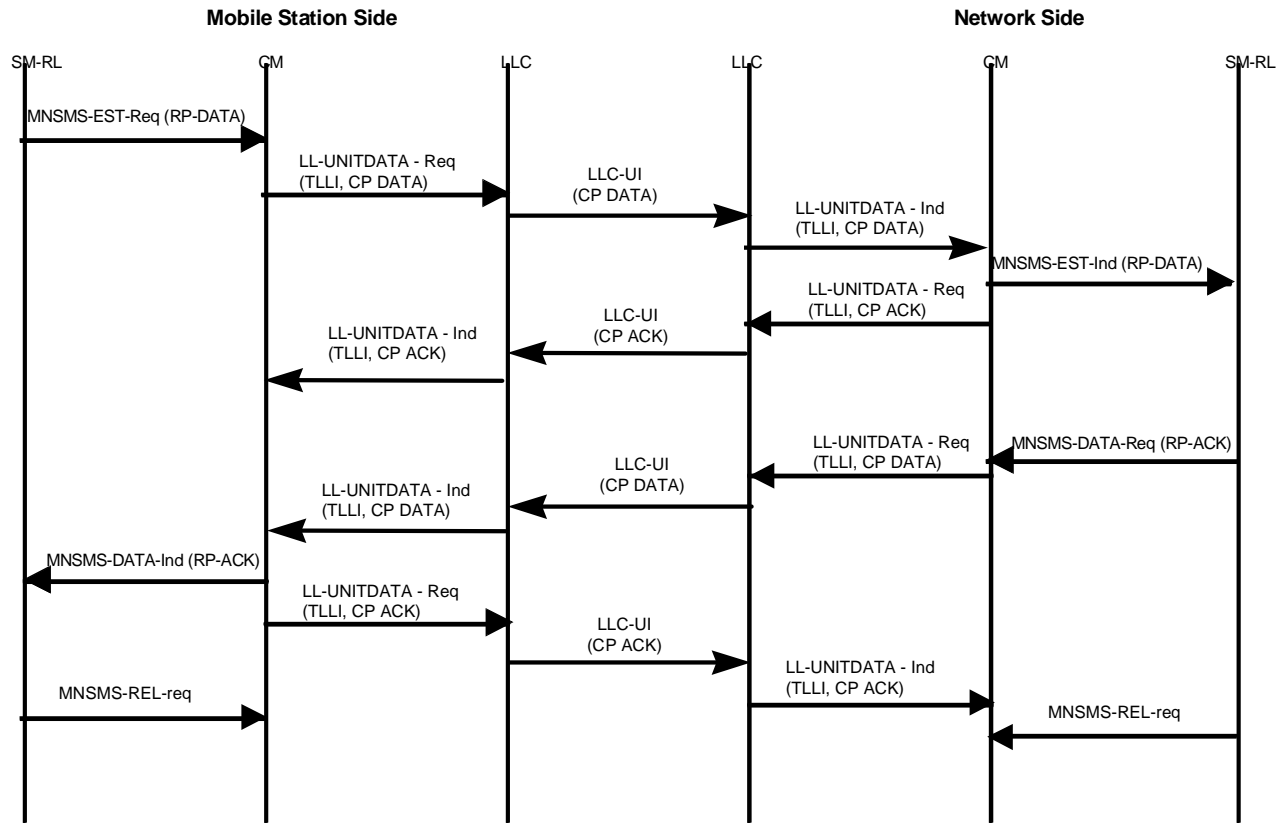 Mobile Station Side
Network Side
SM-RL
CM
LLC
LLC
CM
SM-RL
MNSMS-EST-Req (RP-DATA)
LL-UNITDATA - Req
(TLLI, CP DATA)
LLC-UI
(CP DATA)
LL-UNITDATA - Ind
(TLLI, CP DATA)
MNSMS-EST-Ind (RP-DATA)
LL-UNITDATA - Req
(TLLI, CP ACK)
LLC-UI
(CP ACK)
LL-UNITDATA - Ind
(TLLI, CP ACK)
MNSMS-DATA-Req (RP-ACK)
LL-UNITDATA - Req
(TLLI, CP DATA)
LLC-UI
(CP DATA)
LL-UNITDATA - Ind
(TLLI, CP DATA)
MNSMS-DATA-Ind (RP-ACK)
LL-UNITDATA - Req
(TLLI, CP ACK)
LLC-UI
(CP ACK)
LL-UNITDATA - Ind
(TLLI, CP ACK)
MNSMS-REL-req
MNSMS-REL-req